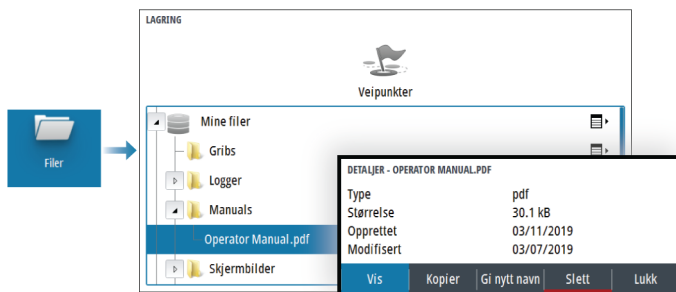 LAGRING
Veipunkter
Filer
Mine filer
Gribs
Logger
Manuals
Operator Manual.pdf
Skjermbilder
DETALJER - OPERATOR MANUAL.PDF
Type pdf
Størrelse 30.1 kB
Opprettet 03/11/2019
Modifisert 03/07/2019
Vis Kopier Gi nytt navn Slett Lukk